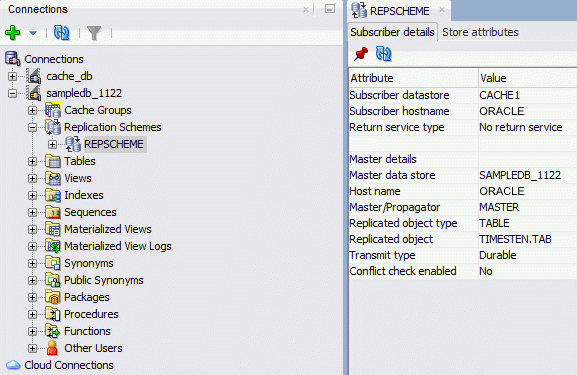 Connections
Connections
cache_db
sampledb_1122
Cache Groups
Replication Schemes
REPSCHEME
Tables
Views
Indexes
Sequences
Materialized Views
Materialized View Logs
Synonyms
Public Synonyms
Packages
Procedures
Functions
Other Users
Cloud Connections
REPSCHEME
Subscriber details Store attributes
Attribute Value
Subscriber datastore CACHE1
Subscriber hostname ORACLE
Return service type No return service
Master details
Master data store SAMPLEDB_1122
Host name ORACLE
Master/Propagator MASTER
Replicated object type TABLE
Replicated object TIMESTEN.TAB
Transmit type Durable
Conflict check enabled No